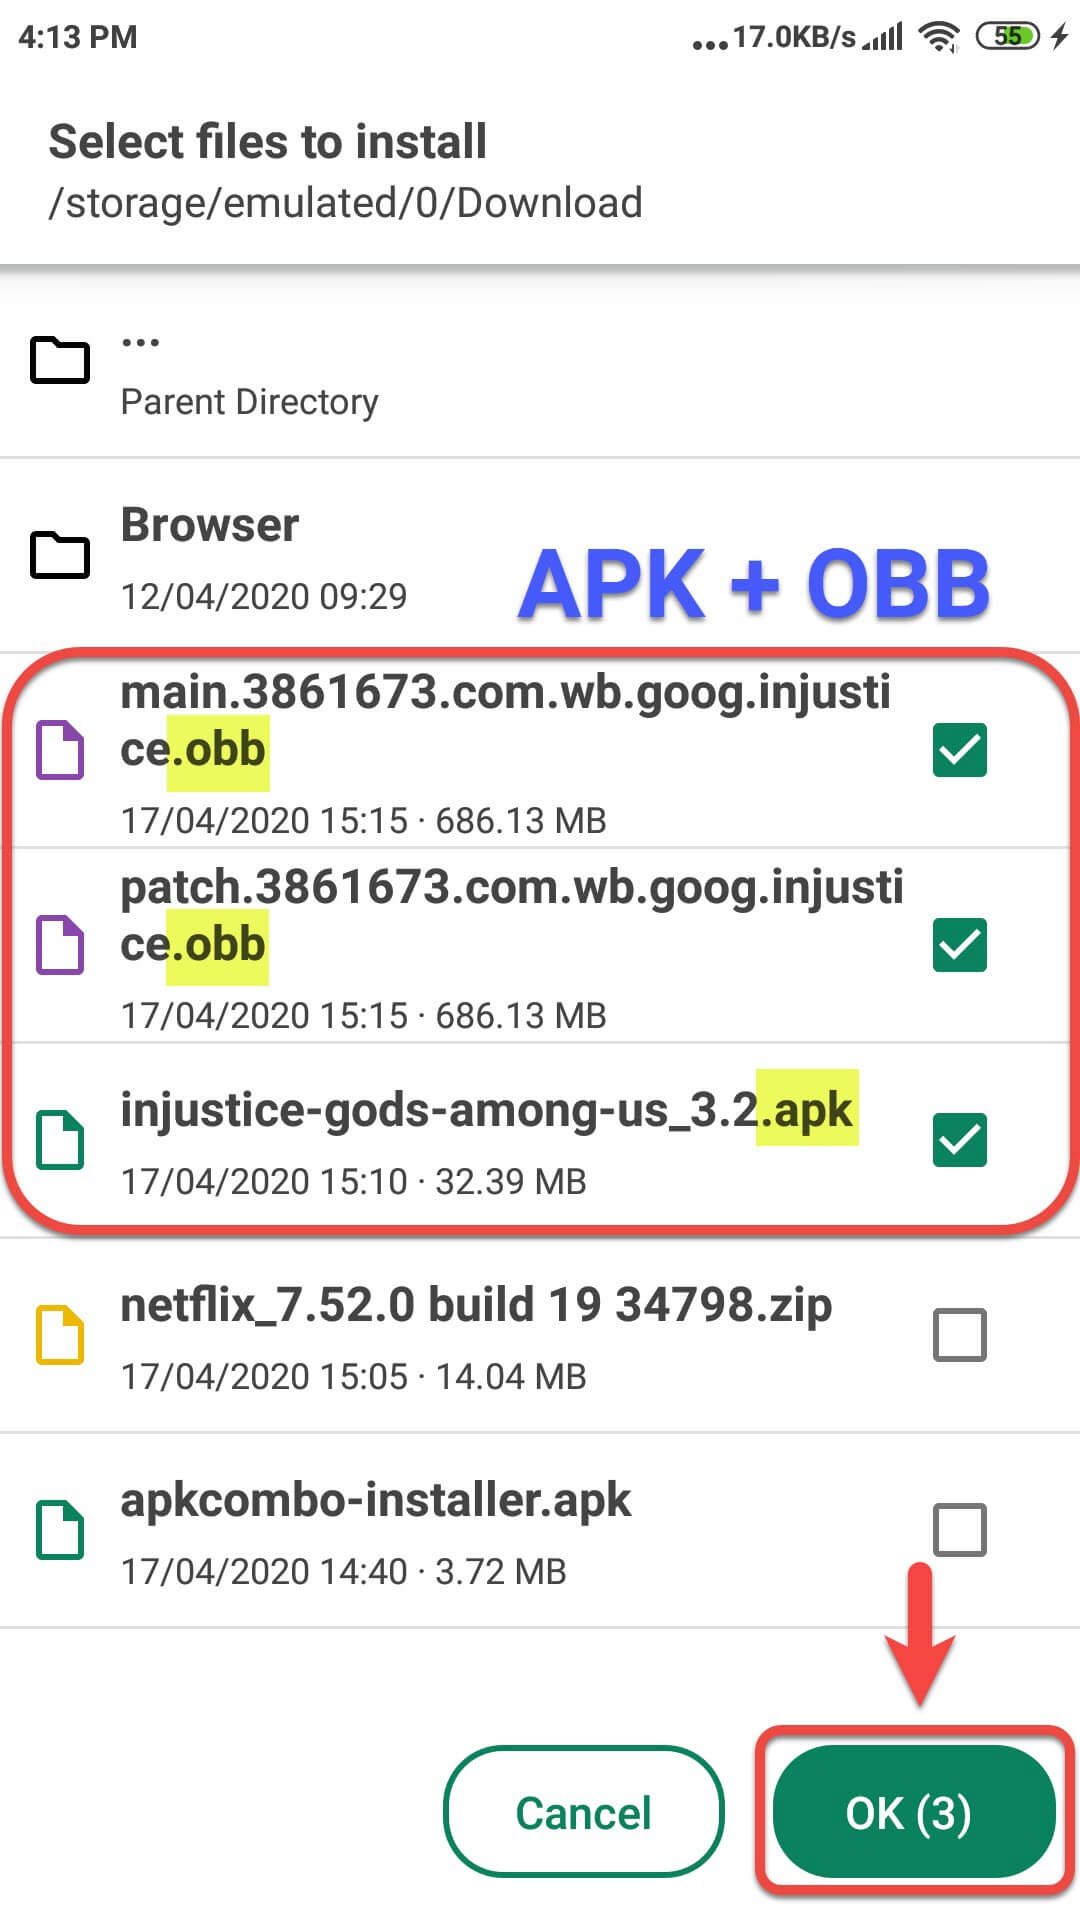 4:13 PM
...17.0KB/s
55
Select files to install
/storage/emulated/0/Download
...
Parent Directory
Browser
12/04/2020 09:29
APK + OBB
main.3861673.com.wb.goog.injusti
ce.obb
17/04/2020 15:15 · 686.13 MB
patch.3861673.com.wb.goog.injusti
ce.obb
17/04/2020 15:15 · 686.13 MB
injustice-gods-among-us_3.2.apk
17/04/2020 15:10 · 32.39 MB
netflix_7.52.0 build 19 34798.zip
17/04/2020 15:05 · 14.04 MB
apkcombo-installer.apk
17/04/2020 14:40 · 3.72 MB
Cancel
OK (3)